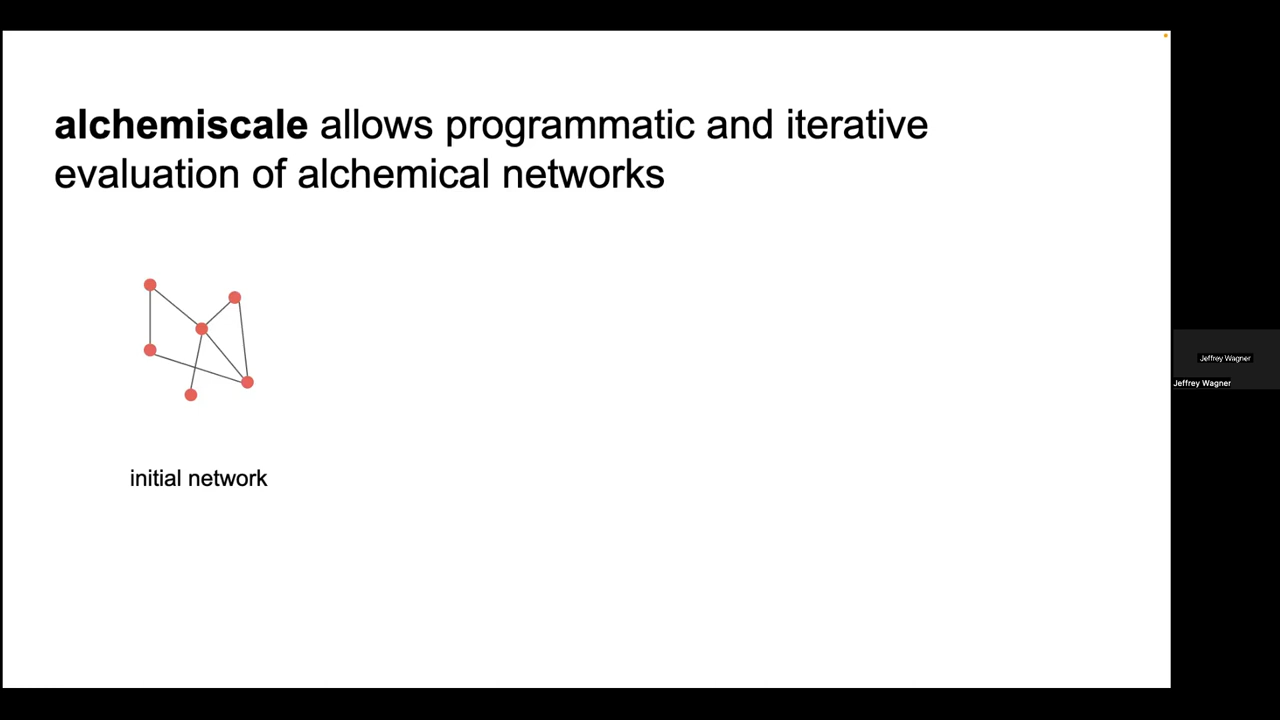 alchemiscale allows programmatic and iterative
evaluation of alchemical networks
initial network
Jeffrey Wagner
Jeffrey Wagner